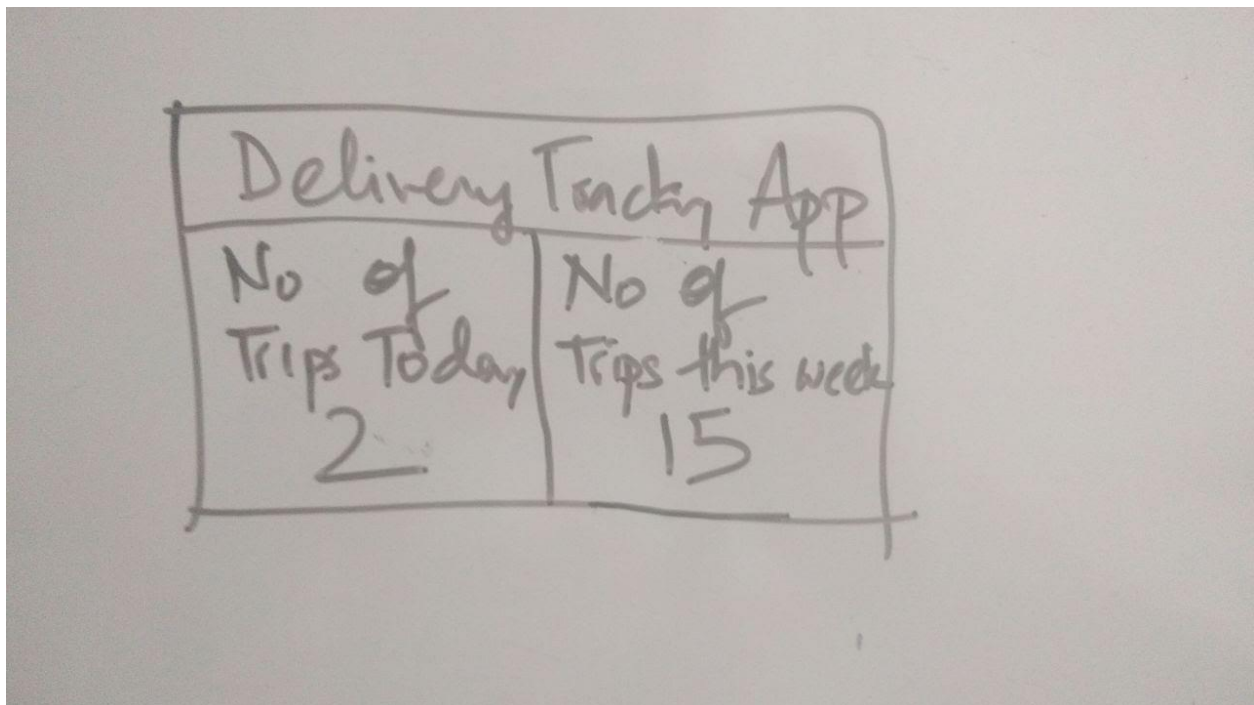 Delivery Tracking App
No of
Trips Today
2
No of
Trips this week
15